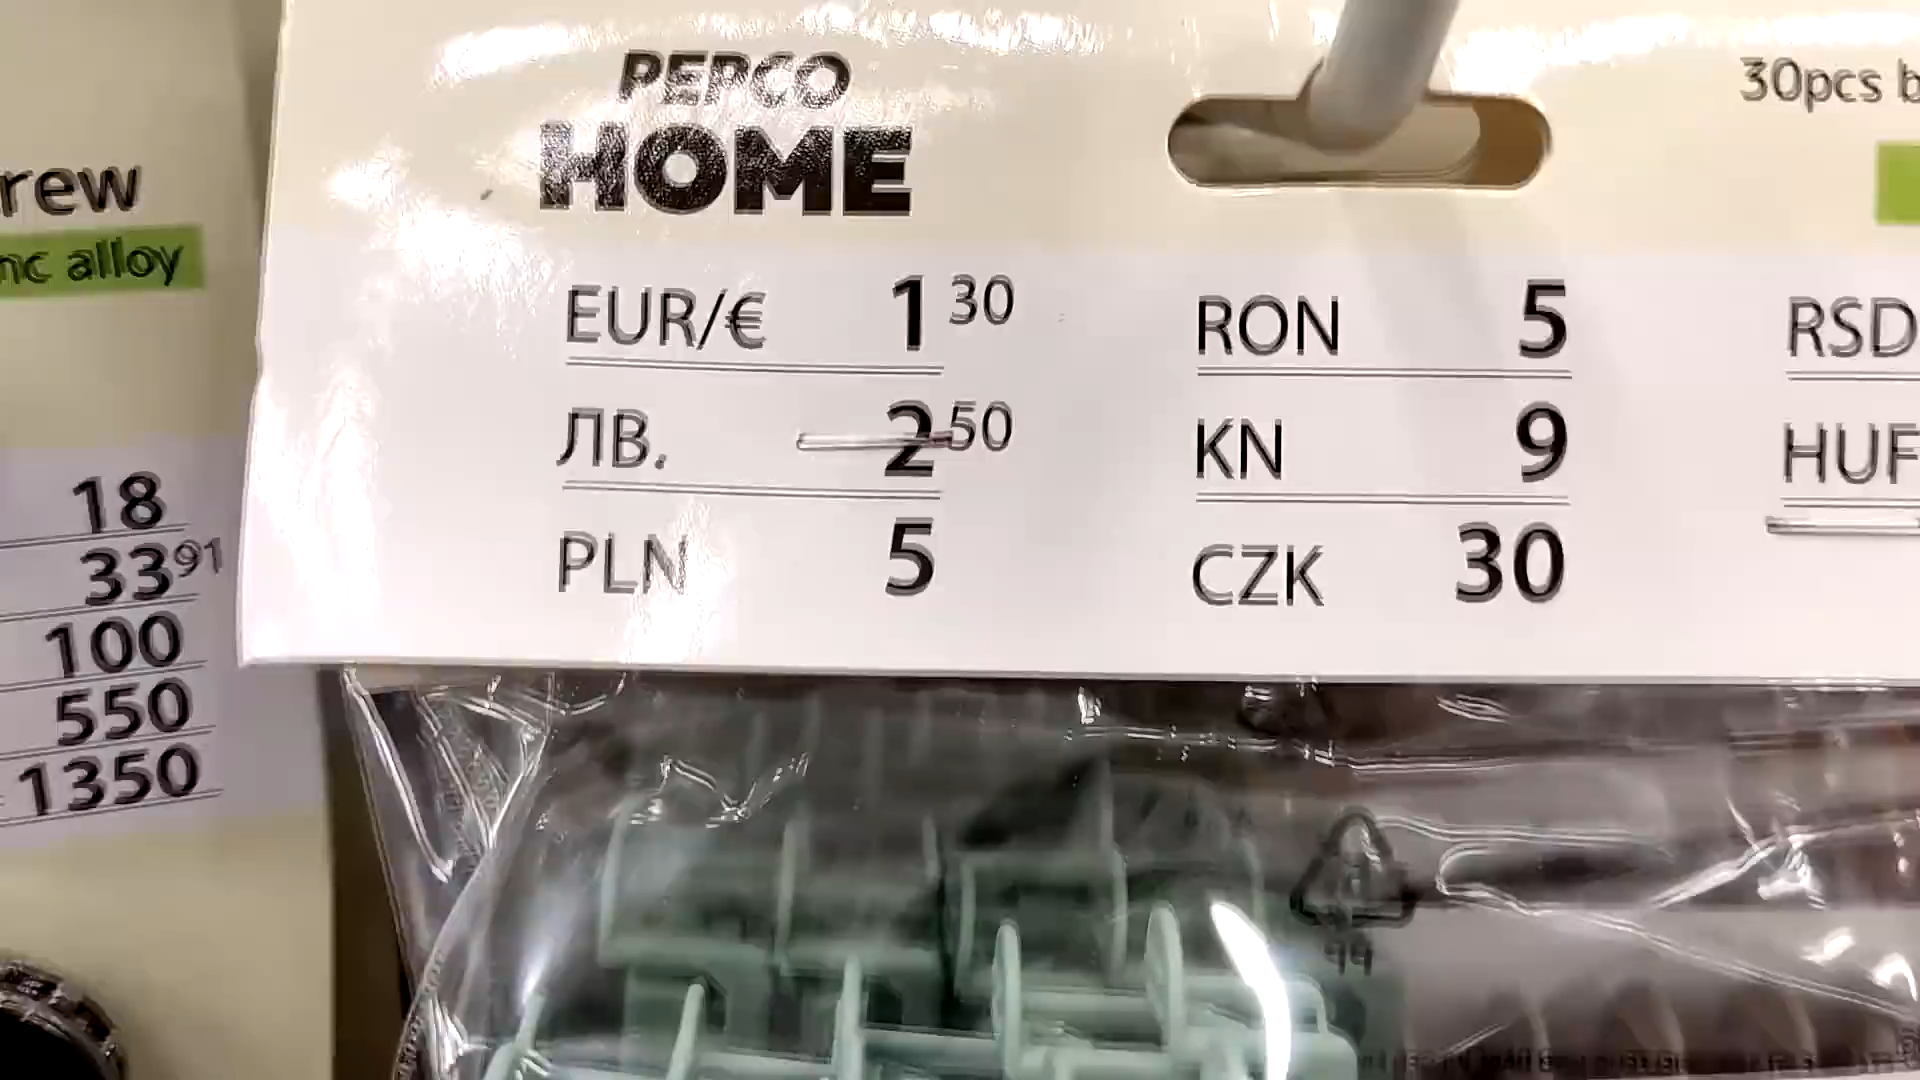 PEPCO
HOME
30pcs
EUR/€ 1 30
RON 5
RSD
ЛВ. 2 50
KN 9
HUF
PLN 5
CZK 30
rew
nc alloy
18
33 91
100
550
1350